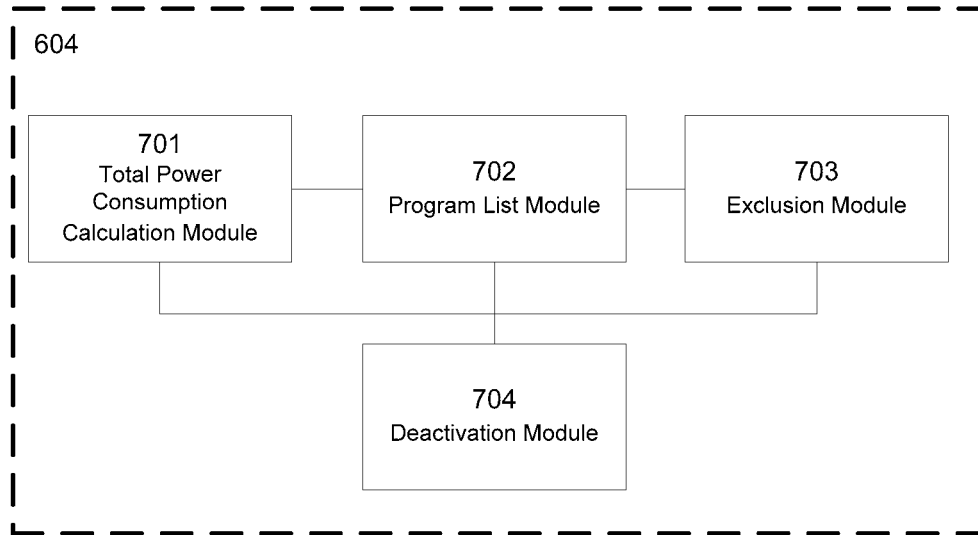 604
701
Total Power
Consumption
Calculation Module
702
Program List Module
703
Exclusion Module
704
Deactivation Module